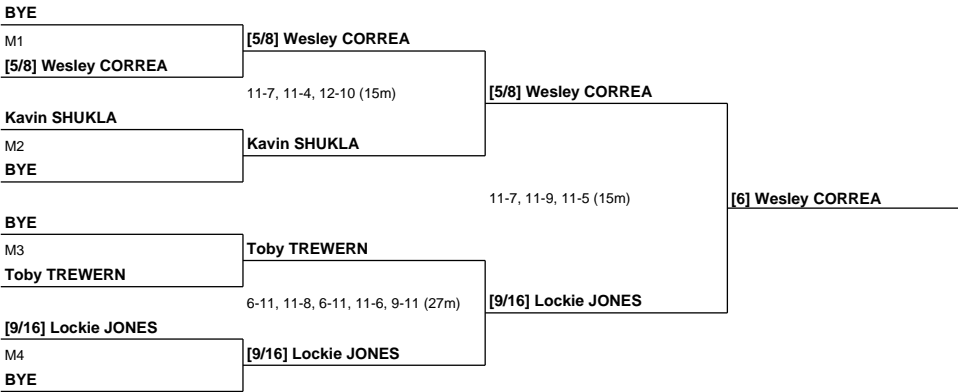 BYE
M1
[5/8] Wesley CORREA
Kavin SHUKLA
M2
BYE
BYE
M3
Toby TREWERN
[9/16] Lockie JONES
M4
BYE
[5/8] Wesley CORREA
11-7, 11-4, 12-10 (15m)
Kavin SHUKLA
Toby TREWERN
6-11, 11-8, 6-11, 11-6, 9-11 (27m)
[9/16] Lockie JONES
[5/8] Wesley CORREA
11-7, 11-9, 11-5 (15m)
[9/16] Lockie JONES
[6] Wesley CORREA